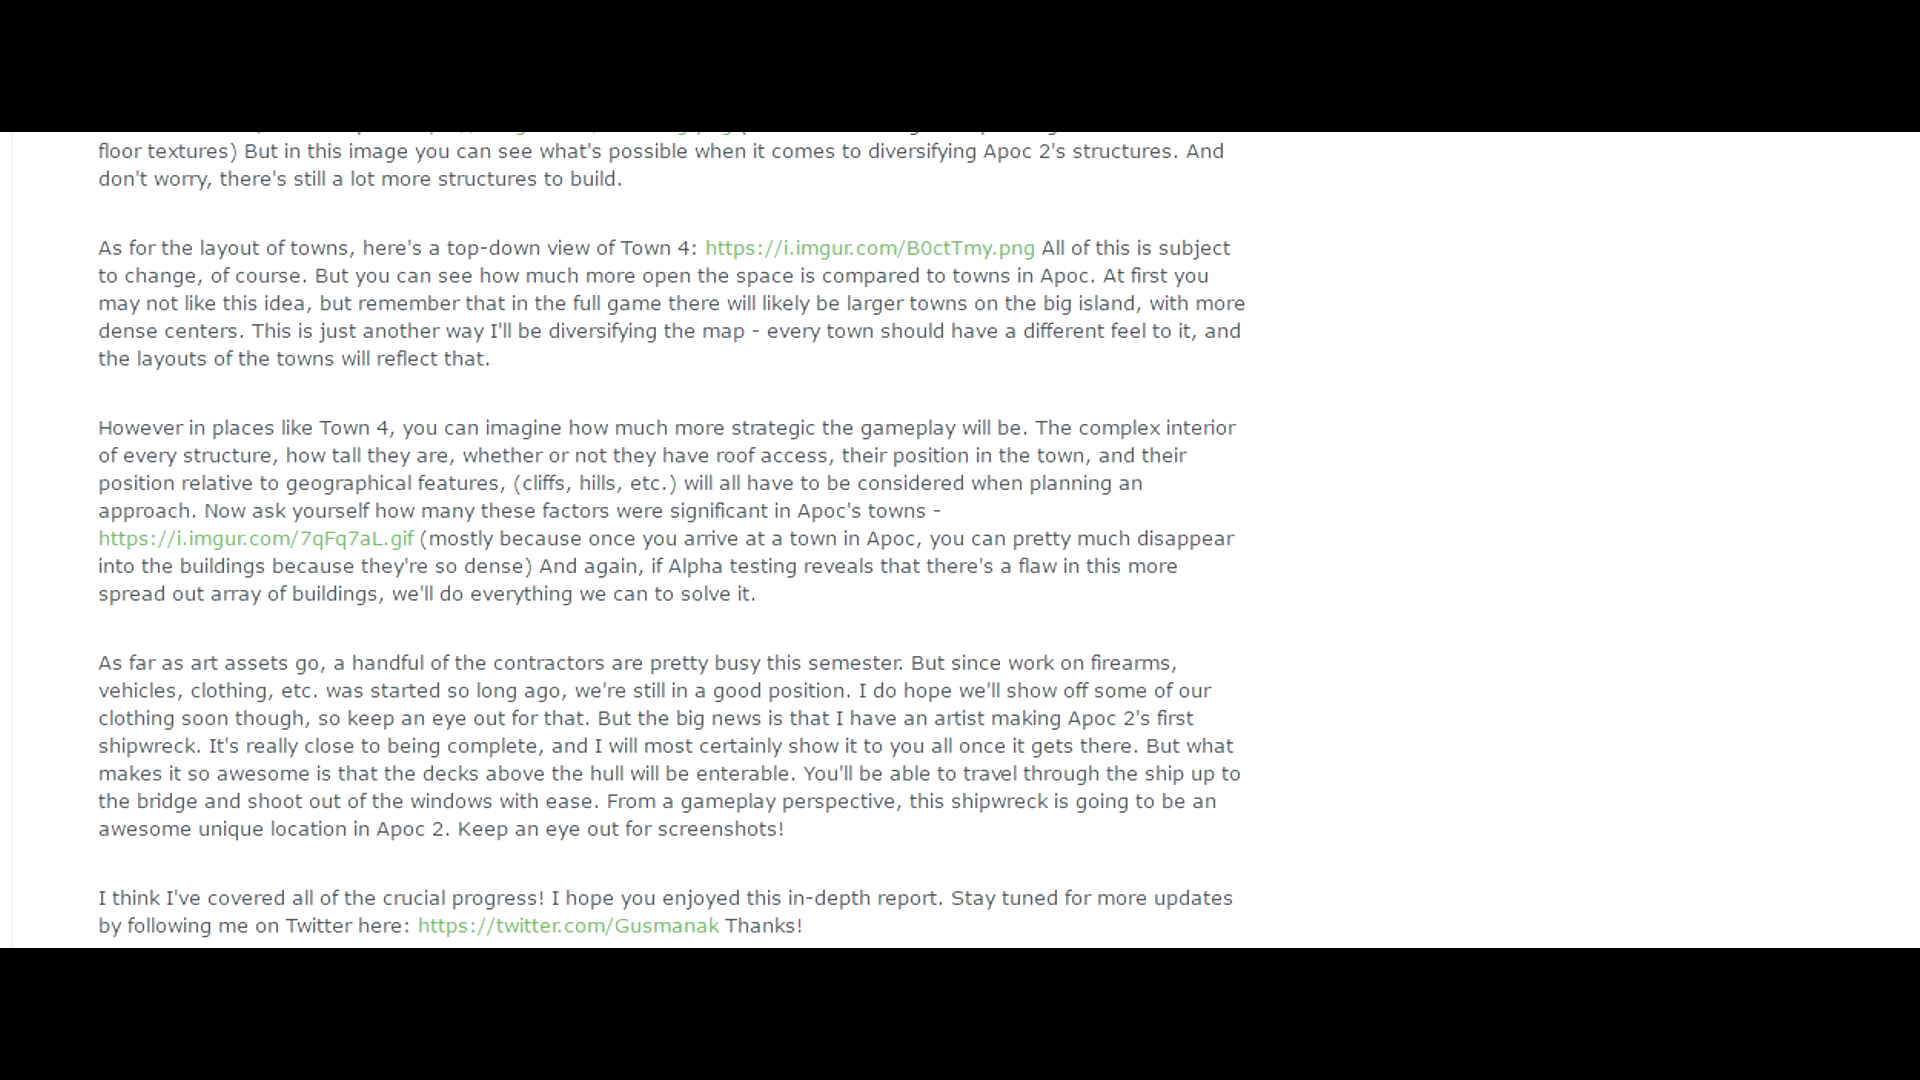 floor textures) But in this image you can see what's possible when it comes to diversifying Apoc 2's structures. And
don't worry, there's still a lot more structures to build.
As for the layout of towns, here's a top-down view of Town 4: https://i.imgur.com/B0ctTmy.png All of this is subject
to change, of course. But you can see how much more open the space is compared to towns in Apoc. At first you
may not like this idea, but remember that in the full game there will likely be larger towns on the big island, with more
dense centers. This is just another way I'll be diversifying the map - every town should have a different feel to it, and
the layouts of the towns will reflect that.
However in places like Town 4, you can imagine how much more strategic the gameplay will be. The complex interior
of every structure, how tall they are, whether or not they have roof access, their position in the town, and their
position relative to geographical features, (cliffs, hills, etc.) will all have to be considered when planning an
approach. Now ask yourself how many these factors were significant in Apoc's towns -
https://i.imgur.com/7qFq7aL.gif (mostly because once you arrive at a town in Apoc, you can pretty much disappear
into the buildings because they're so dense) And again, if Alpha testing reveals that there's a flaw in this more
spread out array of buildings, we'll do everything we can to solve it.
As far as art assets go, a handful of the contractors are pretty busy this semester. But since work on firearms,
vehicles, clothing, etc. was started so long ago, we're still in a good position. I do hope we'll show off some of our
clothing soon though, so keep an eye out for that. But the big news is that I have an artist making Apoc 2's first
shipwreck. It's really close to being complete, and I will most certainly show it to you all once it gets there. But what
makes it so awesome is that the decks above the hull will be enterable. You'll be able to travel through the ship up to
the bridge and shoot out of the windows with ease. From a gameplay perspective, this shipwreck is going to be an
awesome unique location in Apoc 2. Keep an eye out for screenshots!
I think I've covered all of the crucial progress! I hope you enjoyed this in-depth report. Stay tuned for more updates
by following me on Twitter here: https://twitter.com/Gusmanak Thanks!